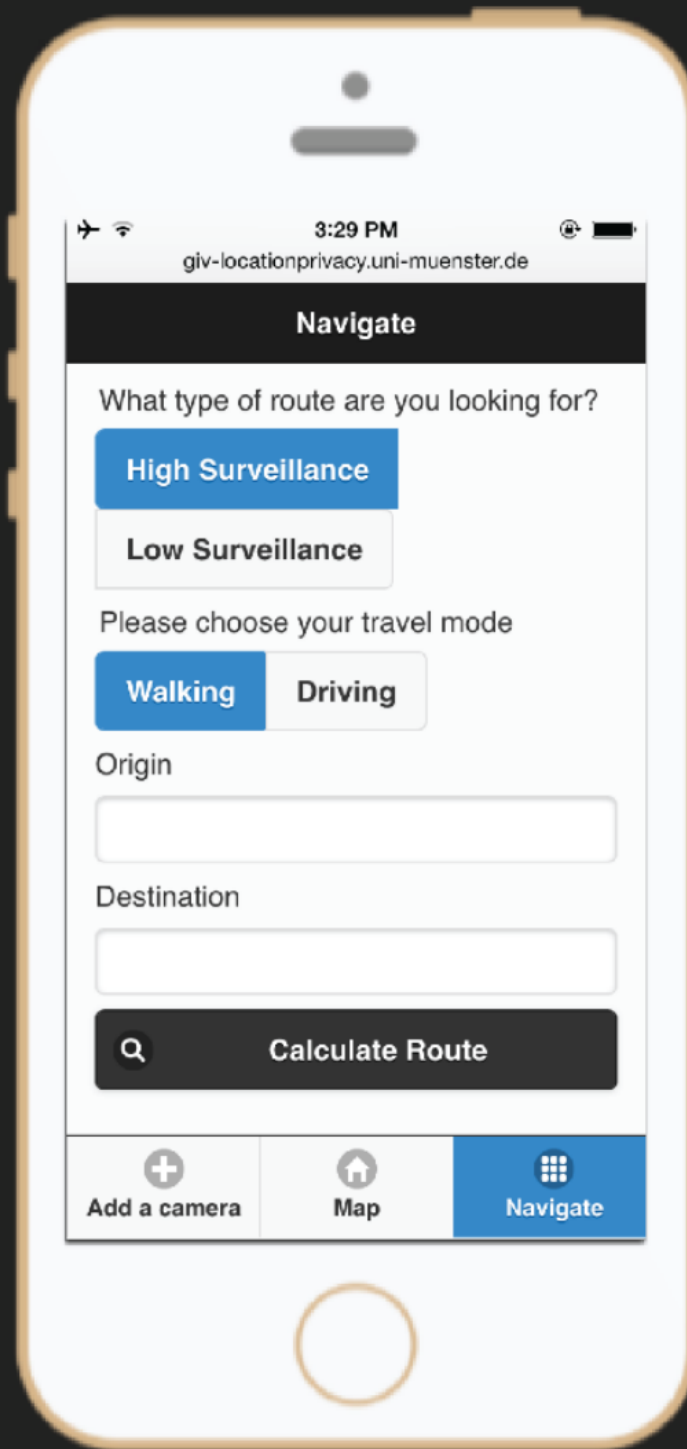 3:29 PM
giv-locationprivacy.uni-muenster.de
Navigate
What type of route are you looking for?
High Surveillance
Low Surveillance
Please choose your travel mode
Walking Driving
Origin
Destination
Calculate Route
Add a camera Map Navigate